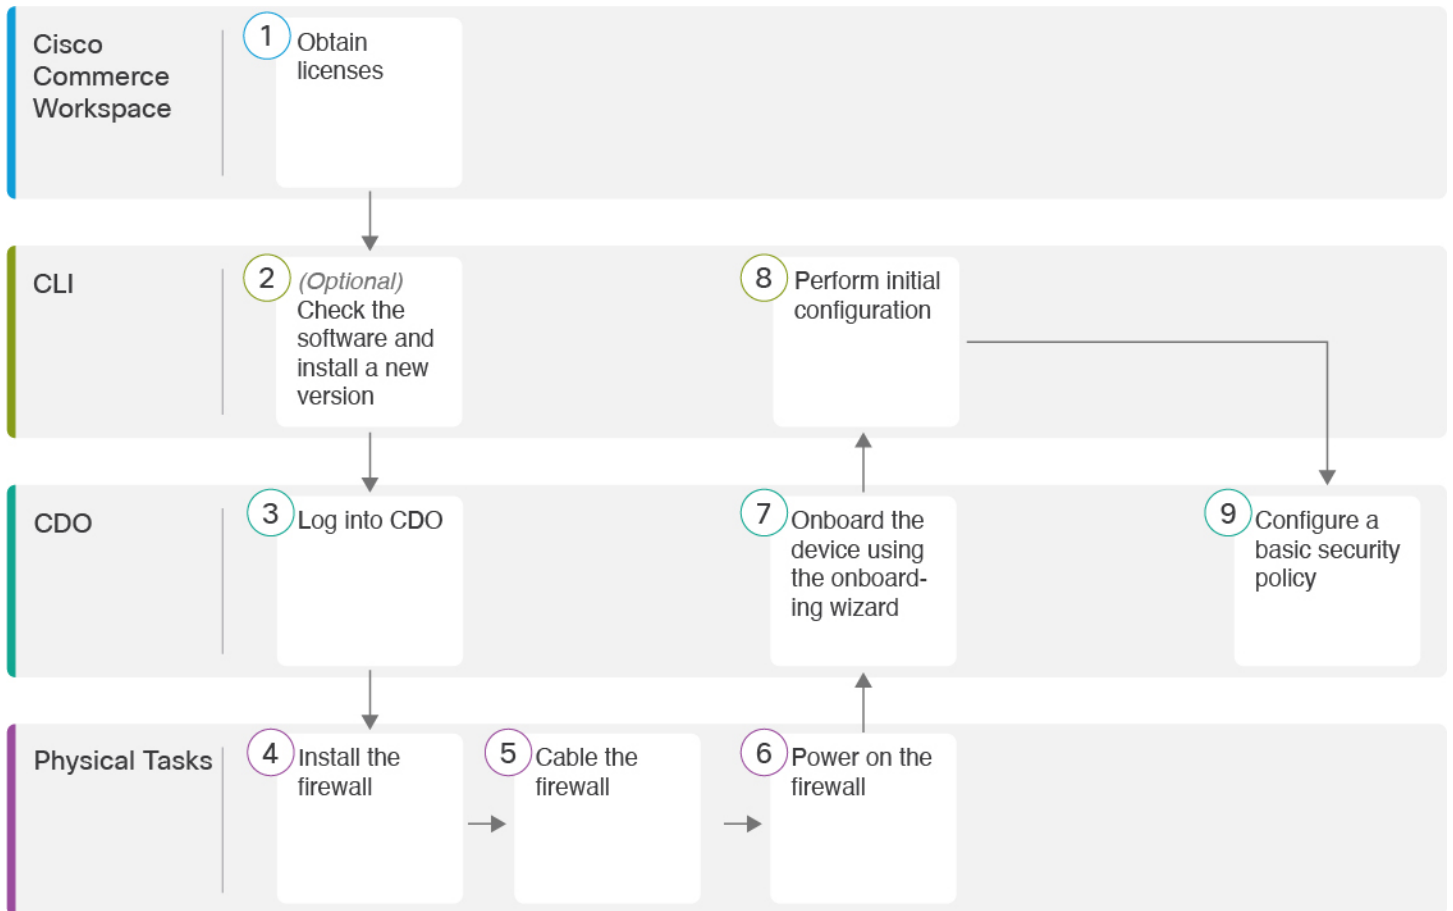 Cisco
Commerce
Workspace
1
Obtain
licenses
CLI
2
(Optional)
Check the
software and
install a new
version
8
Perform initial
configuration
CDO
3
Log into CDO
7
Onboard the
device using
the onboard-
ing wizard
9
Configure a
basic security
policy
Physical Tasks
4
Install the
firewall
5
Cable the
firewall
6
Power on the
firewall